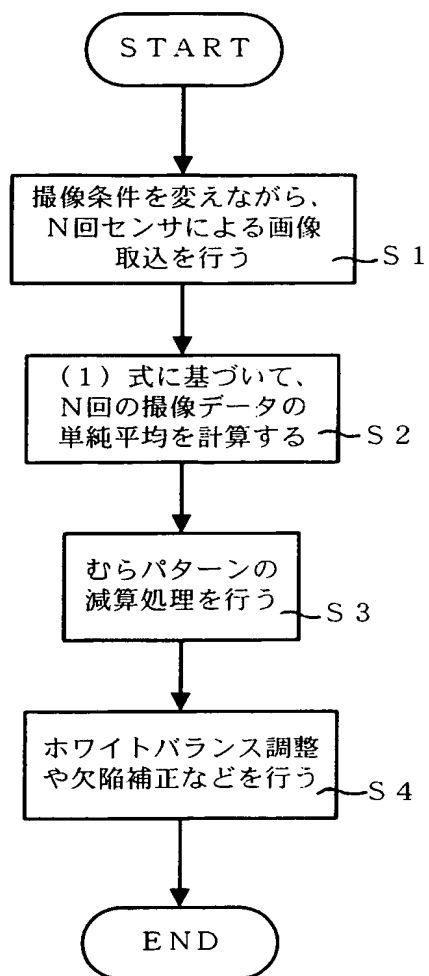 START
撮像条件を変えながら、
N回センサによる画像
取込を行う
S1
(1)式に基づいて、
N回の撮像データの
単純平均を計算する
S2
むらパターンの
減算処理を行う
S3
ホワイトバランス調整
や欠陥補正などを行う
S4
END